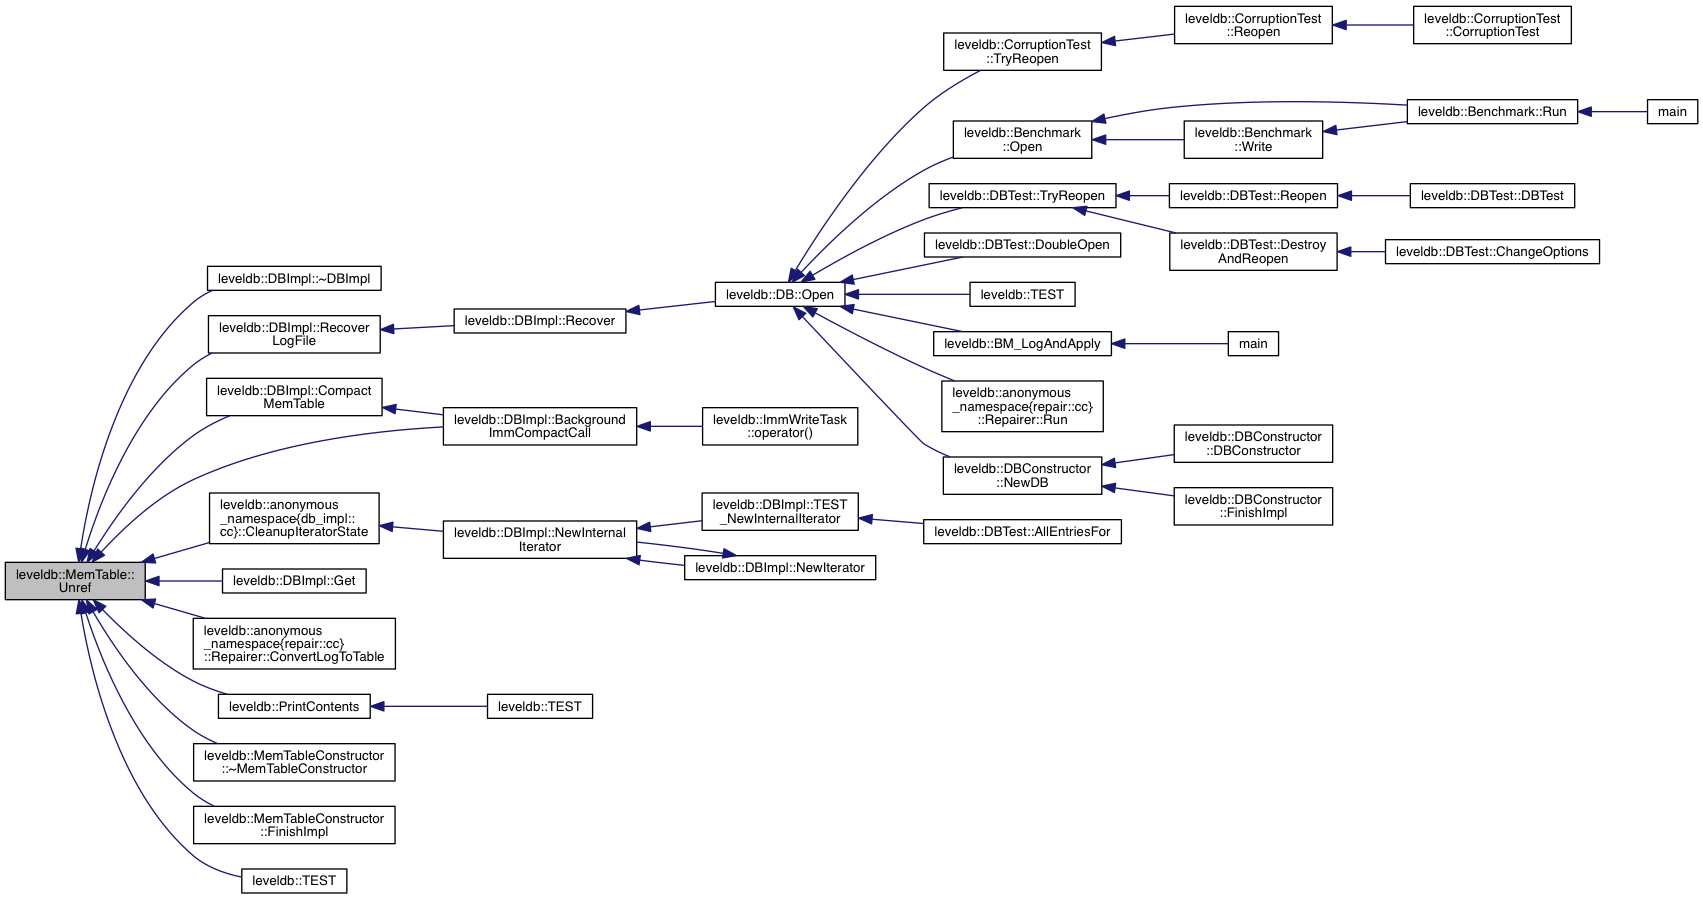 leveldb::CorruptionTest
::Reopen
leveldb::CorruptionTest
::CorruptionTest
leveldb::CorruptionTest
::TryReopen
leveldb::Benchmark::Run
main
leveldb::Benchmark
::Open
leveldb::Benchmark
::Write
leveldb::DBTest::TryReopen
leveldb::DBTest::Reopen
leveldb::DBTest::DBTest
leveldb::DBTest::DoubleOpen
leveldb::DBTest::Destroy
AndReopen
leveldb::DBTest::ChangeOptions
leveldb::DBImpl::~DBImpl
leveldb::DB::Open
leveldb::TEST
leveldb::DBImpl::Recover
LogFile
leveldb::DBImpl::Recover
leveldb::BM_LogAndApply
main
leveldb::DBImpl::Compact
MemTable
leveldb::anonymous
_namespace{repair::cc}
::Repairer::Run
leveldb::DBImpl::Background
ImmCompactCall
leveldb::ImmWriteTask
::operator()
leveldb::DBConstructor
::DBConstructor
leveldb::DBConstructor
::NewDB
leveldb::DBConstructor
::FinishImpl
leveldb::anonymous
_namespace{db_impl::
cc}::CleanupIteratorState
leveldb::DBImpl::NewInternal
Iterator
leveldb::DBImpl::TEST
_NewInternalIterator
leveldb::DBTest::AllEntriesFor
leveldb::DBImpl::NewIterator
leveldb::MemTable::
Unref
leveldb::DBImpl::Get
leveldb::anonymous
_namespace{repair::cc}
::Repairer::ConvertLogToTable
leveldb::PrintContents
leveldb::TEST
leveldb::MemTableConstructor
::~MemTableConstructor
leveldb::MemTableConstructor
::FinishImpl
leveldb::TEST